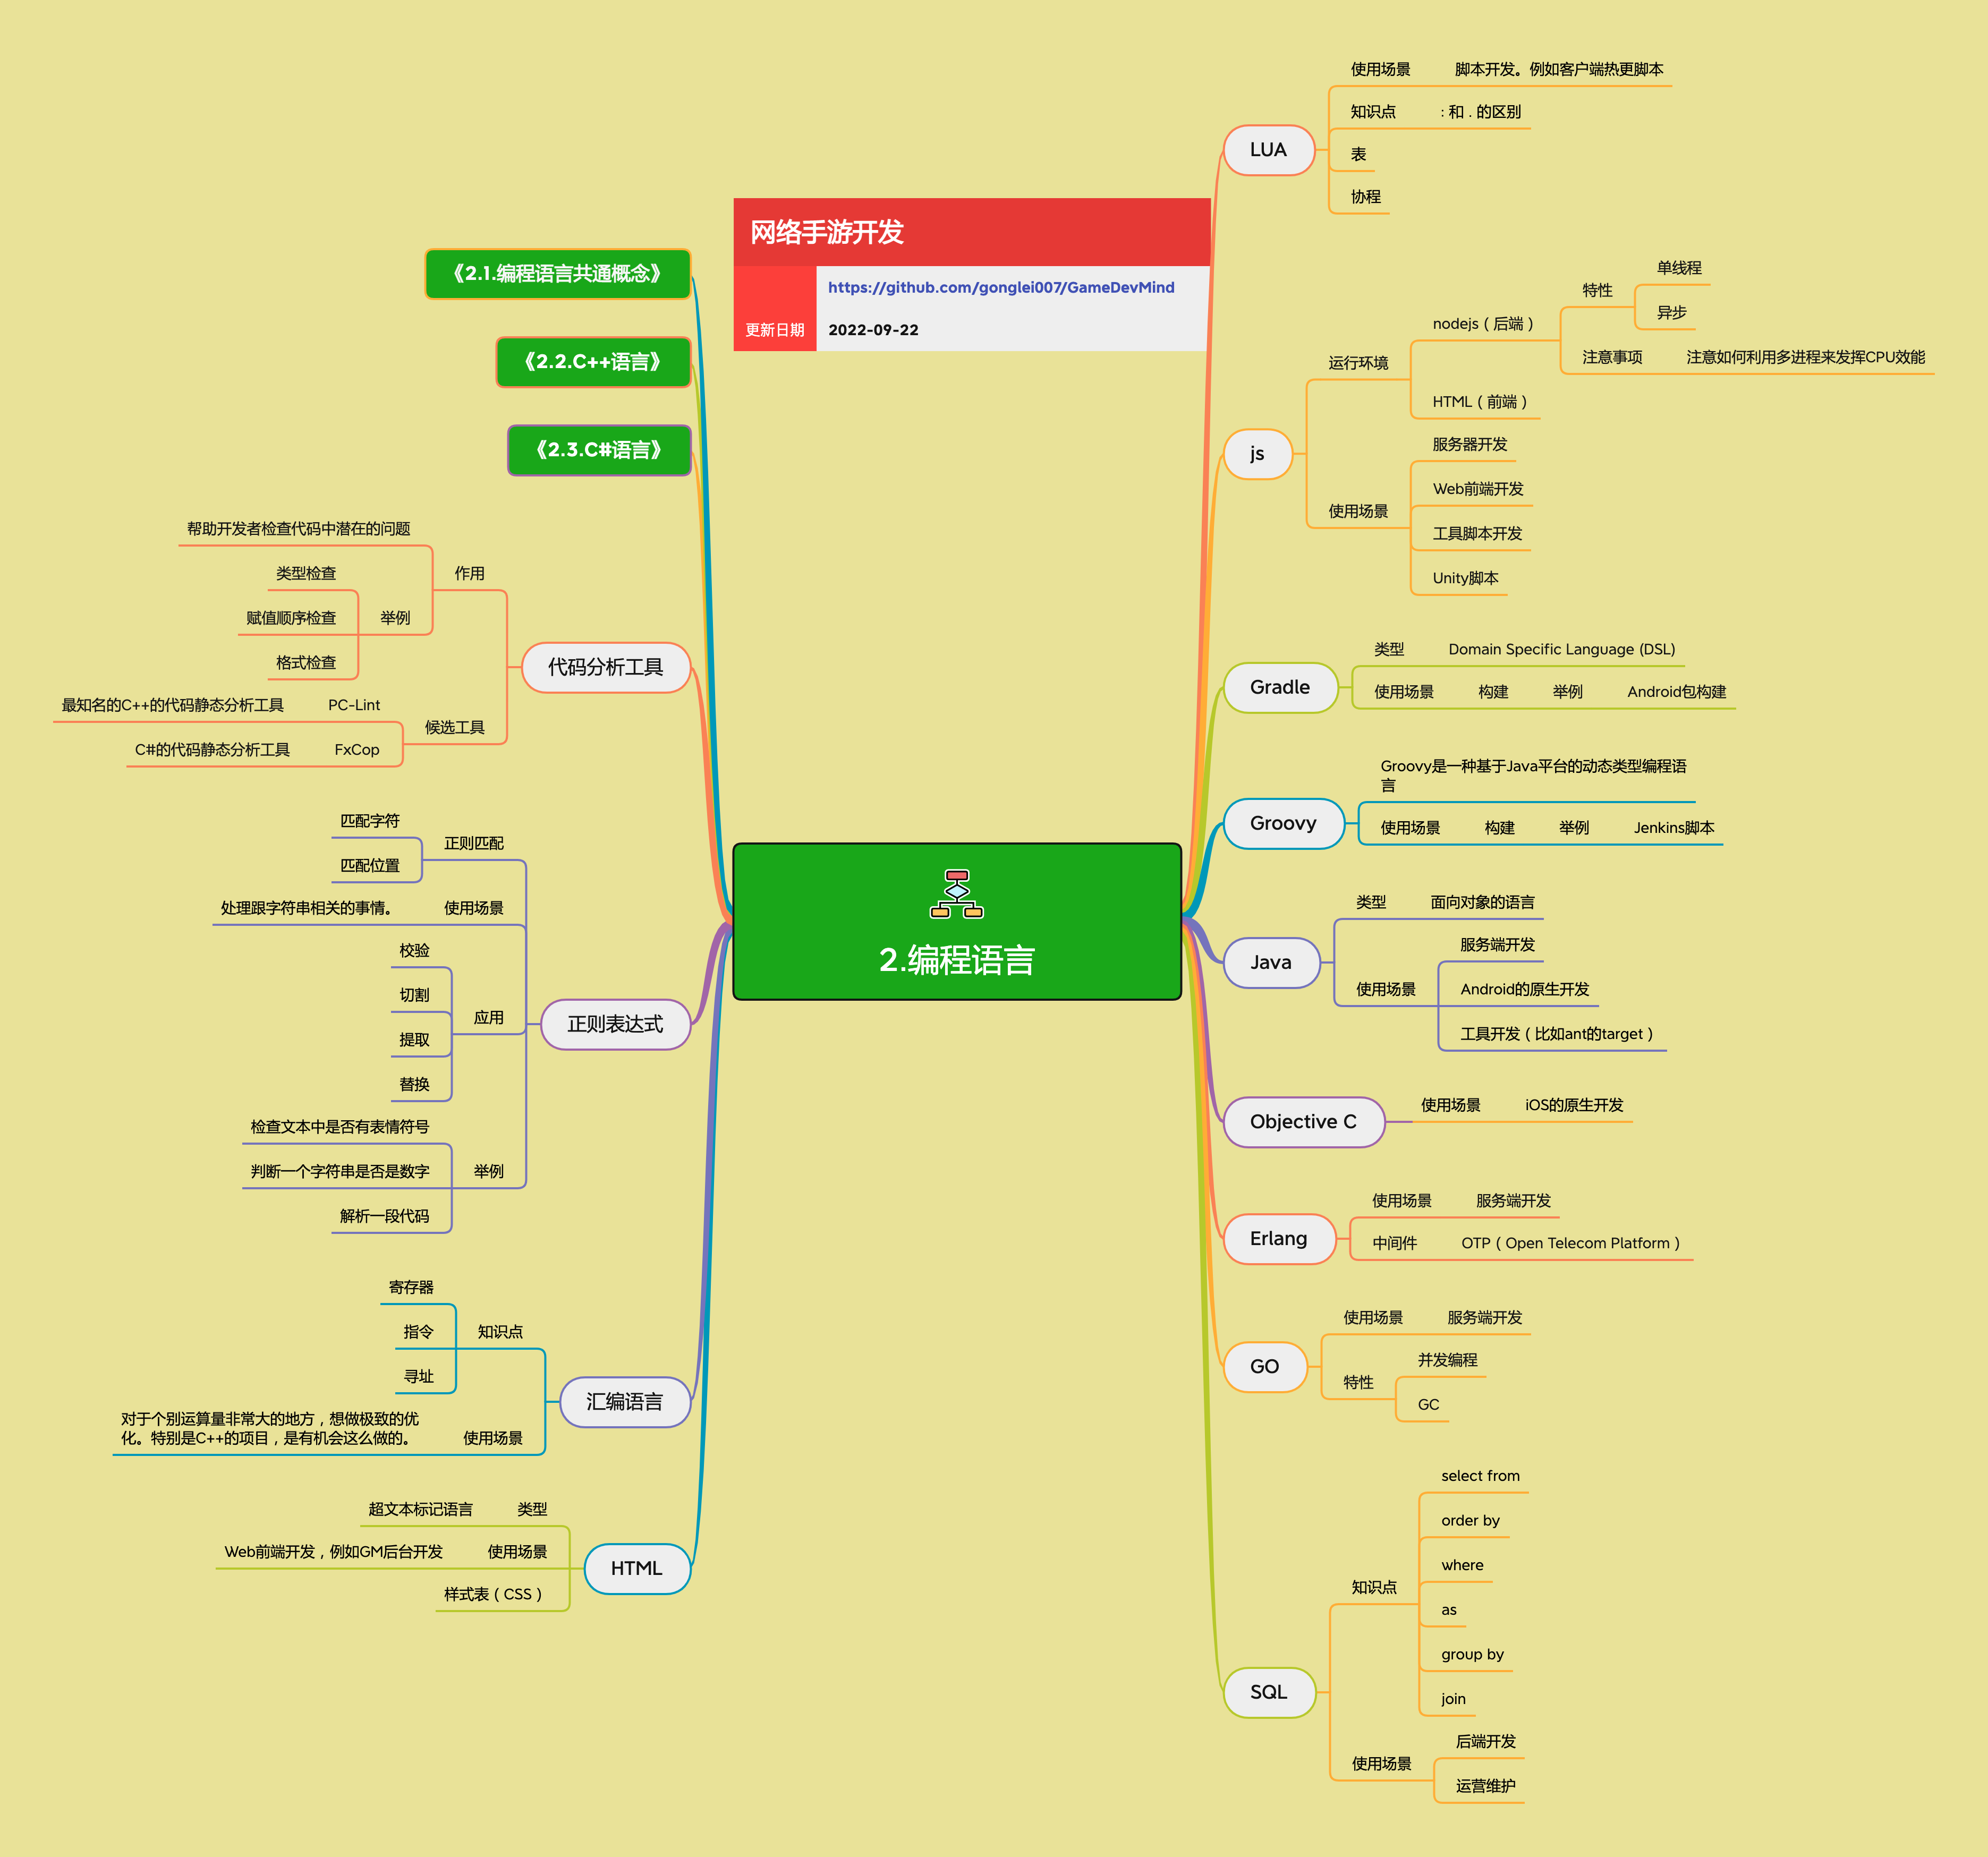 网络手游开发
https://github.com/gonglei007/GameDevMind
更新日期
2022-09-22
2.编程语言
LUA
使用场景
脚本开发。例如客户端热更脚本
知识点
: 和 . 的区别
表
协程
js
运行环境
nodejs（后端）
特性
单线程
异步
注意事项
注意如何利用多进程来发挥CPU效能
HTML（前端）
使用场景
服务器开发
Web前端开发
工具脚本开发
Unity脚本
Gradle
类型
Domain Specific Language (DSL)
使用场景
构建
举例
Android包构建
Groovy
Groovy是一种基于Java平台的动态类型编程语
言
使用场景
构建
举例
Jenkins脚本
Java
类型
面向对象的语言
使用场景
服务端开发
Android的原生开发
工具开发（比如ant的target）
Objective C
使用场景
iOS的原生开发
Erlang
使用场景
服务端开发
中间件
OTP（Open Telecom Platform）
GO
使用场景
服务端开发
特性
并发编程
GC
SQL
知识点
select from
order by
where
as
group by
join
使用场景
后端开发
运营维护
《2.1.编程语言共通概念》
《2.2.C++语言》
《2.3.C#语言》
代码分析工具
作用
帮助开发者检查代码中潜在的问题
举例
类型检查
赋值顺序检查
格式检查
候选工具
PC-Lint
最知名的C++的代码静态分析工具
FxCop
C#的代码静态分析工具
正则表达式
正则匹配
匹配字符
匹配位置
使用场景
处理跟字符串相关的事情。
应用
校验
切割
提取
替换
举例
检查文本中是否有表情符号
判断一个字符串是否是数字
解析一段代码
汇编语言
知识点
寄存器
指令
寻址
使用场景
对于个别运算量非常大的地方，想做极致的优
化。特别是C++的项目，是有机会这么做的。
HTML
类型
超文本标记语言
使用场景
Web前端开发，例如GM后台开发
样式表（CSS）